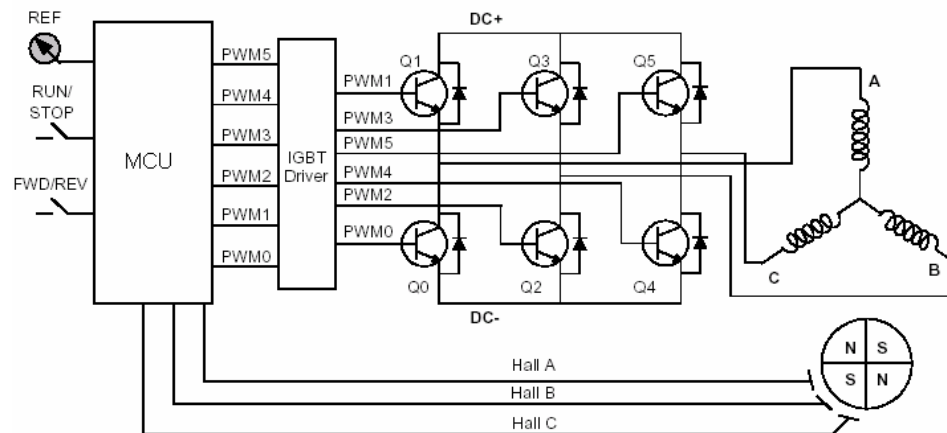 REF
RUN/
STOP
FWD/REV
MCU
PWM5
PWM4
PWM3
PWM2
PWM1
PWM0
IGBT
Driver
PWM1
PWM3
PWM5
PWM4
PWM2
PWM0
DC+
Q1
Q3
Q5
Q0
Q2
Q4
DC-
A
C
B
Hall A
Hall B
Hall C
N S
S N